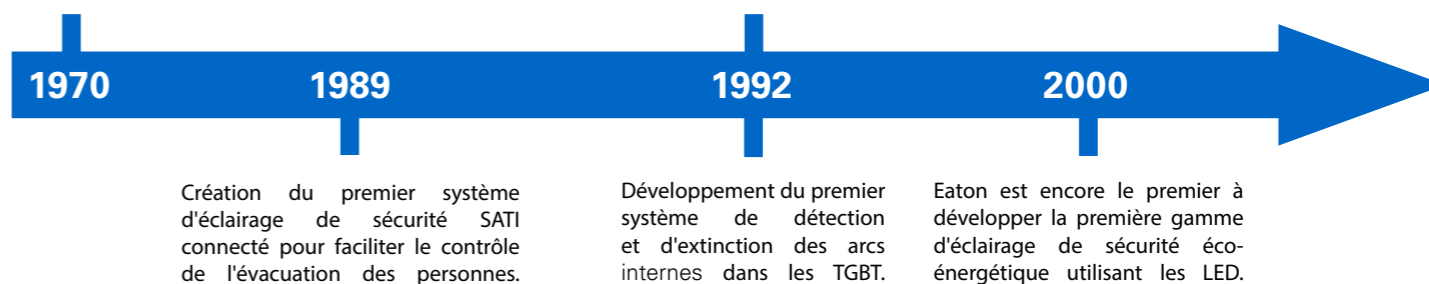 1970 1989 1992 2000
Création du premier système
d'éclairage de sécurité SATI
connecté pour faciliter le contrôle
de l'évacuation des personnes.
Développement du premier
système de détection
et d'extinction des arcs
internes dans les TGBT.
Eaton est encore le premier à
développer la première gamme
d'éclairage de sécurité éco-
énergétique utilisant les LED.